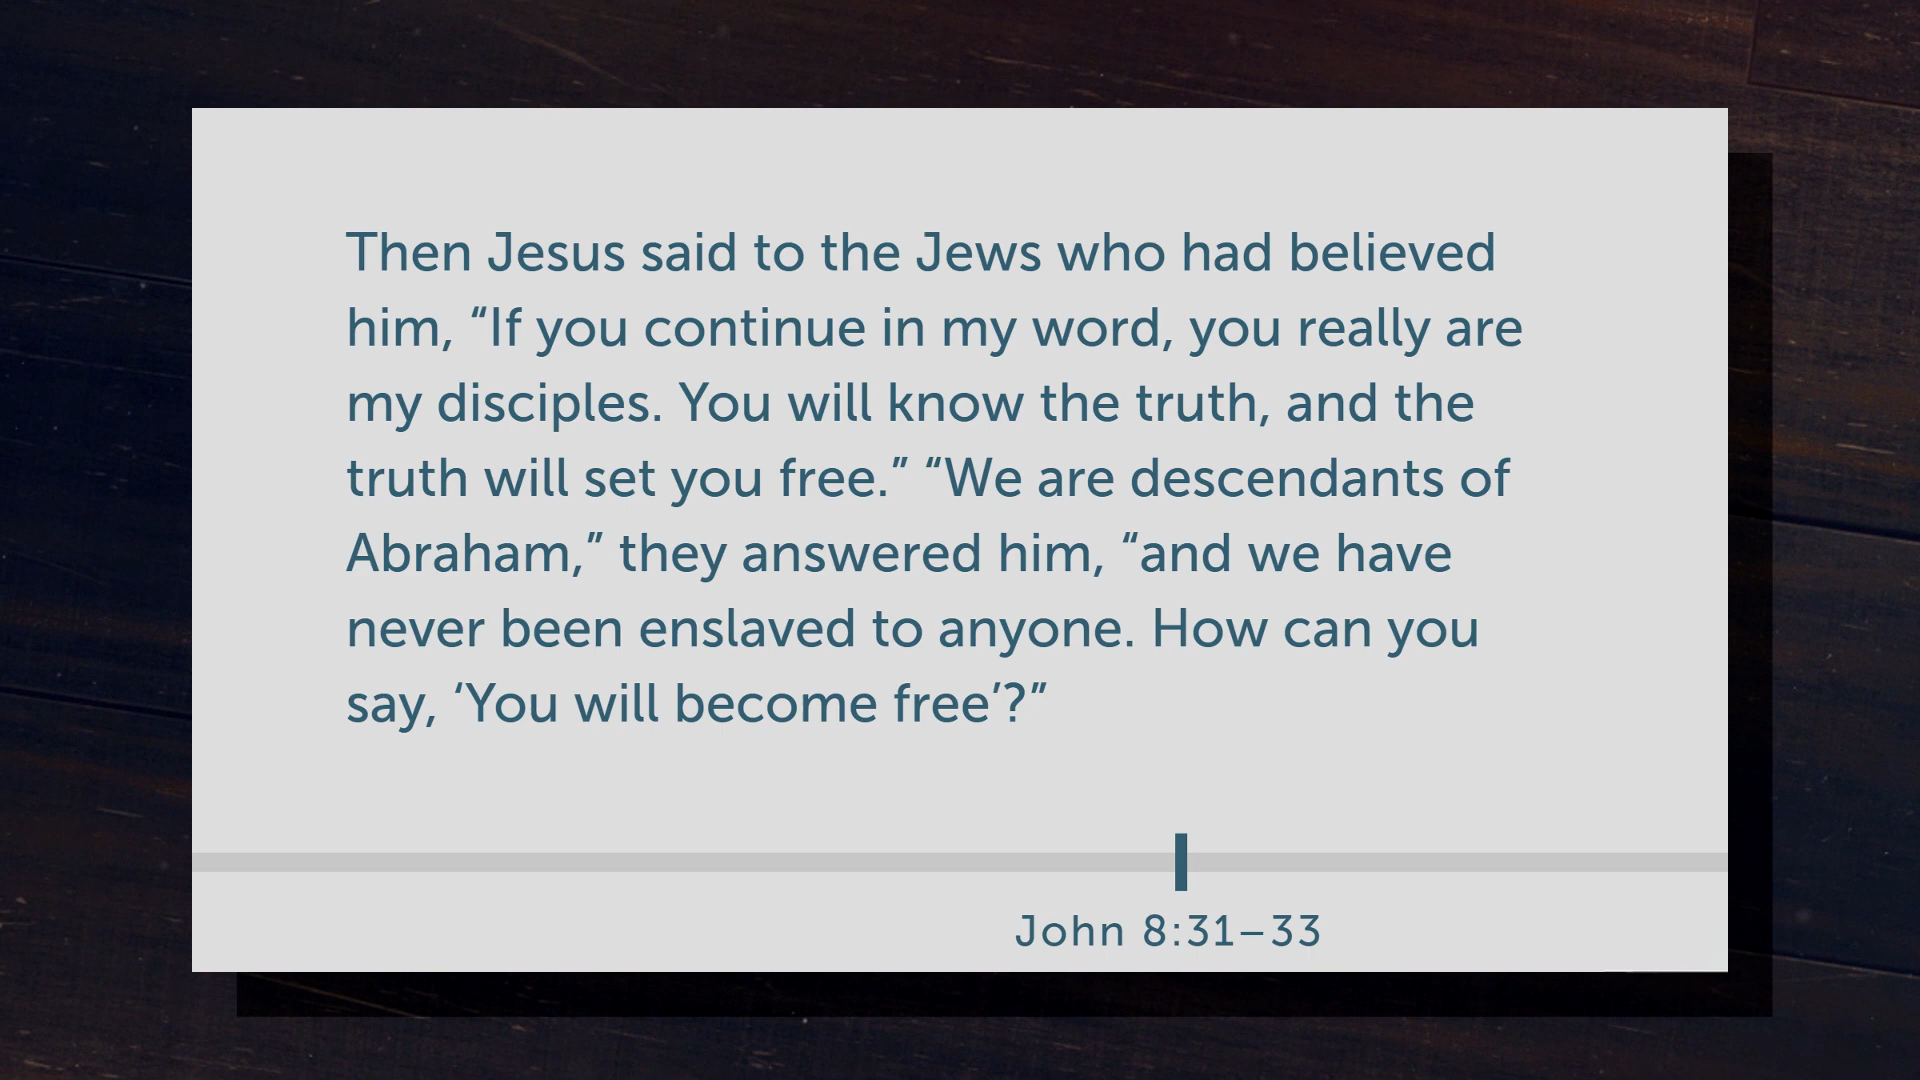 Then Jesus said to the Jews who had believed
him, “If you continue in my word, you really are
my disciples. You will know the truth, and the
truth will set you free.” “We are descendants of
Abraham,” they answered him, “and we have
never been enslaved to anyone. How can you
say, ‘You will become free’?”
John 8:31–33